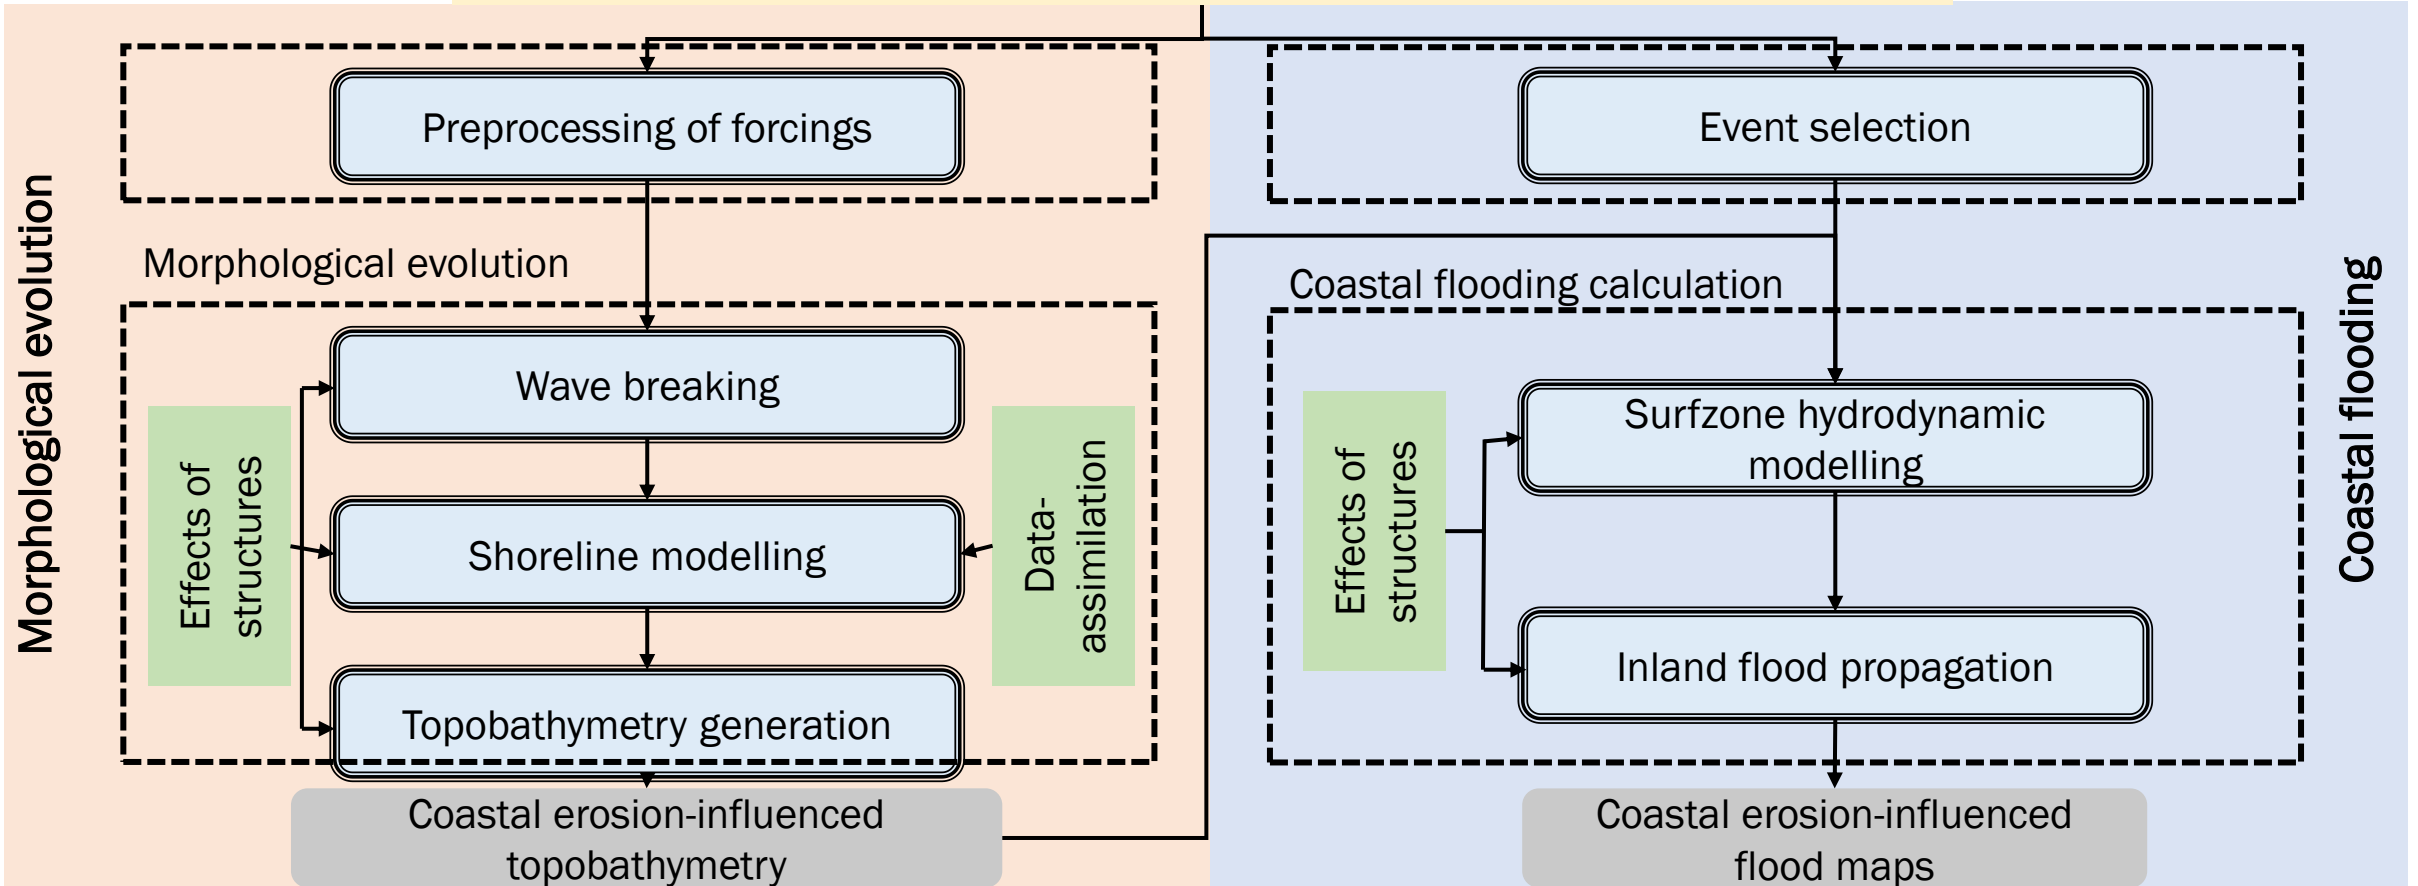 Morphological evolution
Preprocessing of forcings
Morphological evolution
Effects of
structures
Wave breaking
Shoreline modelling
Topobathymetry generation
Data-
assimilation
Coastal erosion-influenced
topobathymetry
Event selection
Coastal flooding calculation
Effects of
structures
Surfzone hydrodynamic
modelling
Inland flood propagation
Coastal erosion-influenced
flood maps
Coastal flooding